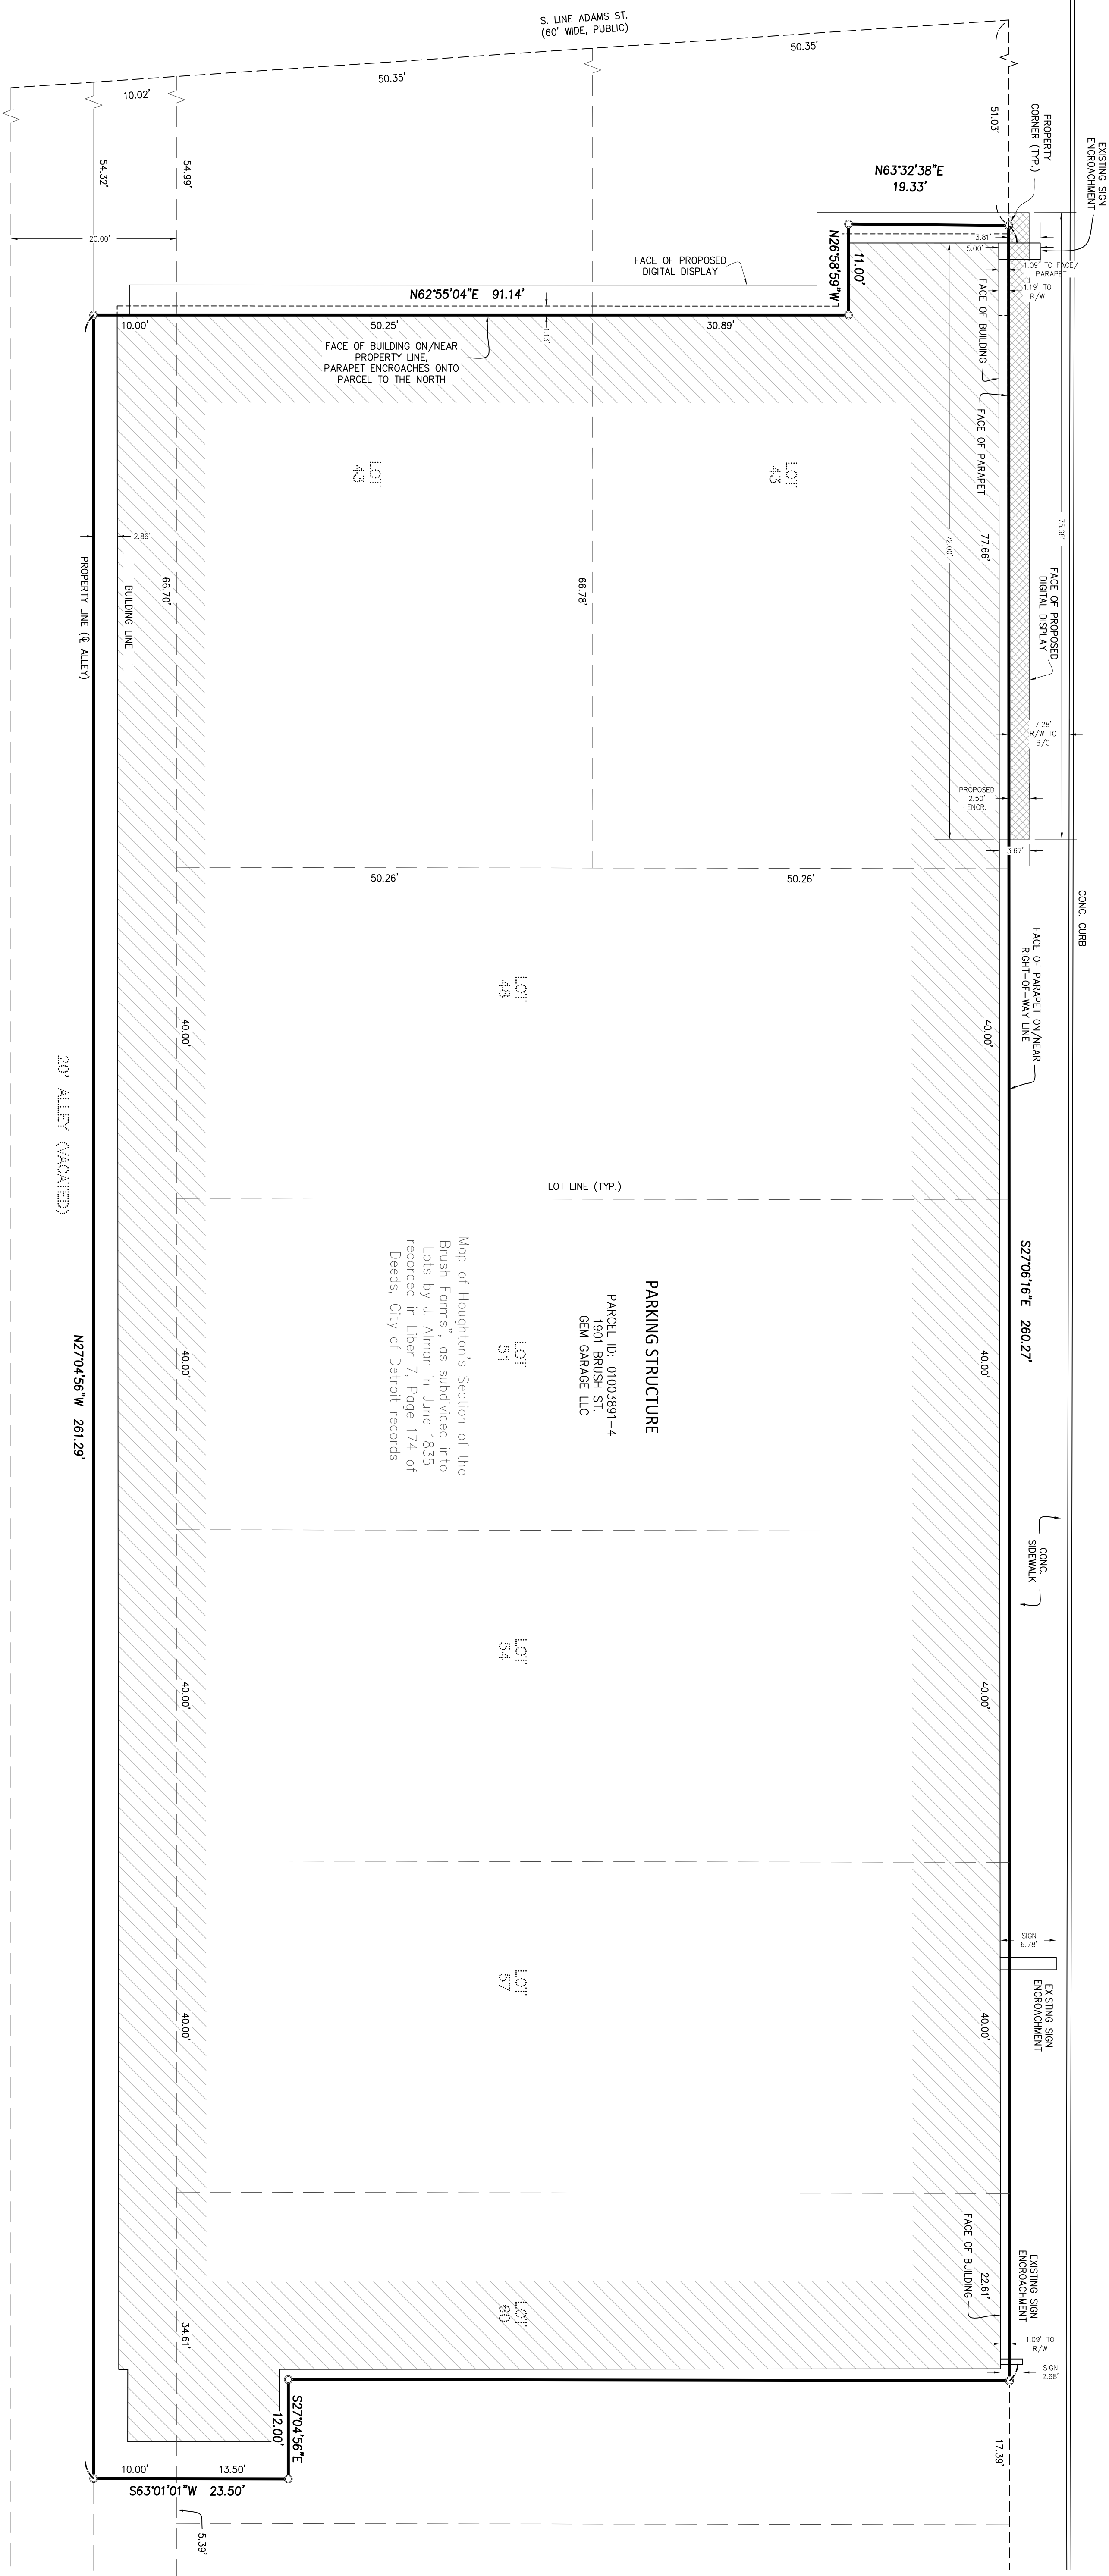 S. LINE ADAMS ST.
(60' WIDE, PUBLIC)
50.35'
50.35'
10.02'
51.03'
PROPERTY
CORNER (TYP.)
EXISTING SIGN
ENCROACHMENT
54.32'
54.99'
N63°32'38"E
19.33'
20.00'
N26°58'59"W
11.00'
3.81'
5.00'
1.09' TO FACE/
PARAPET
1.19' TO
R/W
FACE OF PROPOSED
DIGITAL DISPLAY
N62°55'04"E 91.14'
10.00'
50.25'
1.13'
30.89'
FACE OF BUILDING ON/NEAR
PROPERTY LINE,
PARAPET ENCROACHES ONTO
PARCEL TO THE NORTH
FACE OF BUILDING
FACE OF PARAPET
LOT
43
LOT
43
75.68'
72.00'
77.66'
2.86'
PROPERTY LINE (℄ ALLEY)
BUILDING LINE
66.70'
66.78'
FACE OF PROPOSED
DIGITAL DISPLAY
7.28'
R/W TO
B/C
PROPOSED
2.50'
ENCR.
3.67'
50.26'
50.26'
CONC. CURB
FACE OF PARAPET ON/NEAR
RIGHT-OF-WAY LINE
LOT
48
40.00'
40.00'
20' ALLEY (VACATED)
LOT LINE (TYP.)
S27°06'16"E 260.27'
PARKING STRUCTURE
PARCEL ID: 01003891-4
1901 BRUSH ST.
GEM GARAGE LLC
LOT
51
Map of Houghton's Section of the
Brush Farms", as subdivided into
Lots by J. Alman in June 1835
recorded in Liber 7, Page 174 of
Deeds, City of Detroit records
40.00'
40.00'
N27°04'56"W 261.29'
CONC.
SIDEWALK
LOT
54
40.00'
40.00'
SIGN
6.78'
EXISTING SIGN
ENCROACHMENT
LOT
57
40.00'
40.00'
FACE OF BUILDING
22.61'
EXISTING SIGN
ENCROACHMENT
LOT
60
34.61'
1.09' TO
R/W
SIGN
2.68'
S27°04'56"E
12.00'
17.39'
10.00'
13.50'
S63°01'01"W 23.50'
5.39'